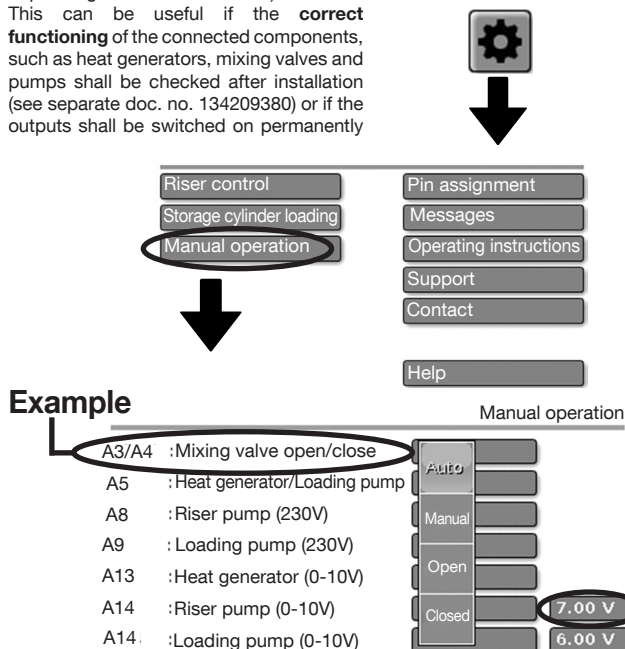 This can be useful if the correct
functioning of the connected components,
such as heat generators, mixing valves and
pumps shall be checked after installation
(see separate doc. no. 134209380) or if the
outputs shall be switched on permanently
Riser control
Pin assignment
Storage cylinder loading
Messages
Manual operation
Operating instructions
Support
Contact
Help
Example
Manual operation
A3/A4 :Mixing valve open/close
Auto
A5 :Heat generator/Loading pump
A8 :Riser pump (230V)
Manual
A9 :Loading pump (230V)
Open
A13 :Heat generator (0-10V)
A14 :Riser pump (0-10V)
Closed
7.00 V
A14 :Loading pump (0-10V)
6.00 V